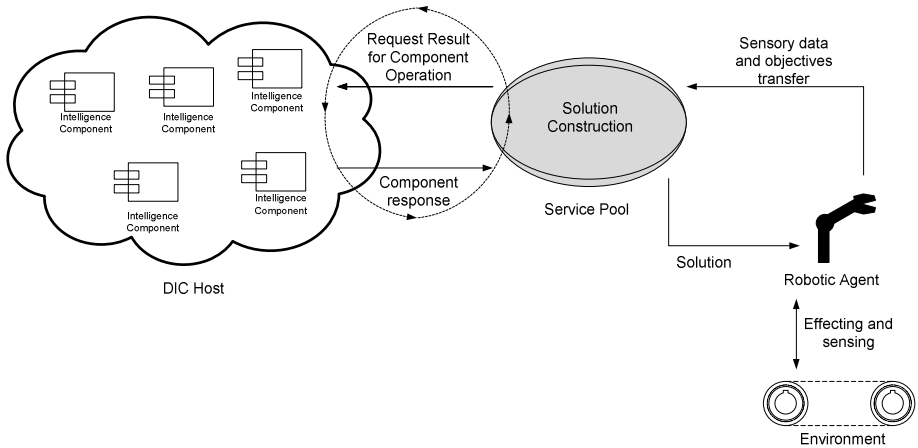 Request Result
for Component
Operation
Sensory data
and objectives
transfer
Intelligence
Component
Intelligence
Component
Intelligence
Component
Solution
Construction
Intelligence
Component
Intelligence
Component
Component
response
Service Pool
Solution
Robotic Agent
DIC Host
Effecting and
sensing
Environment